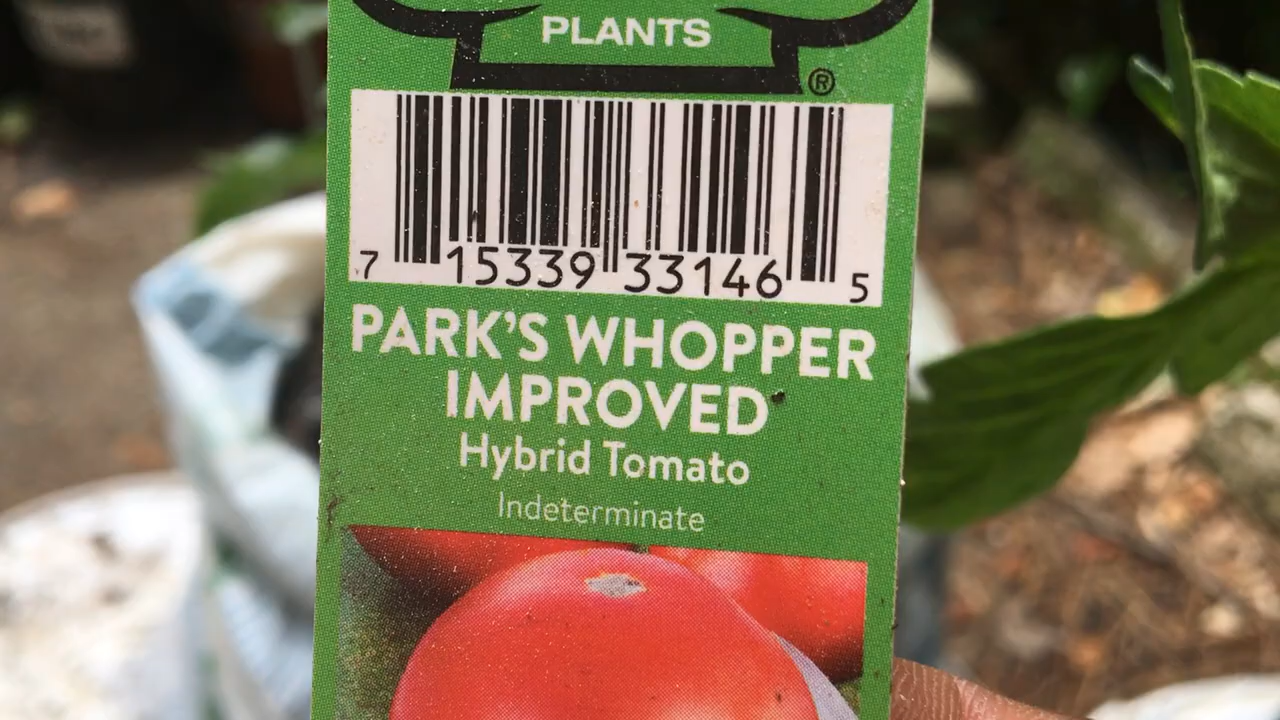 PLANTS
®
7 15339 33146 5
PARK'S WHOPPER
IMPROVED
Hybrid Tomato
Indeterminate